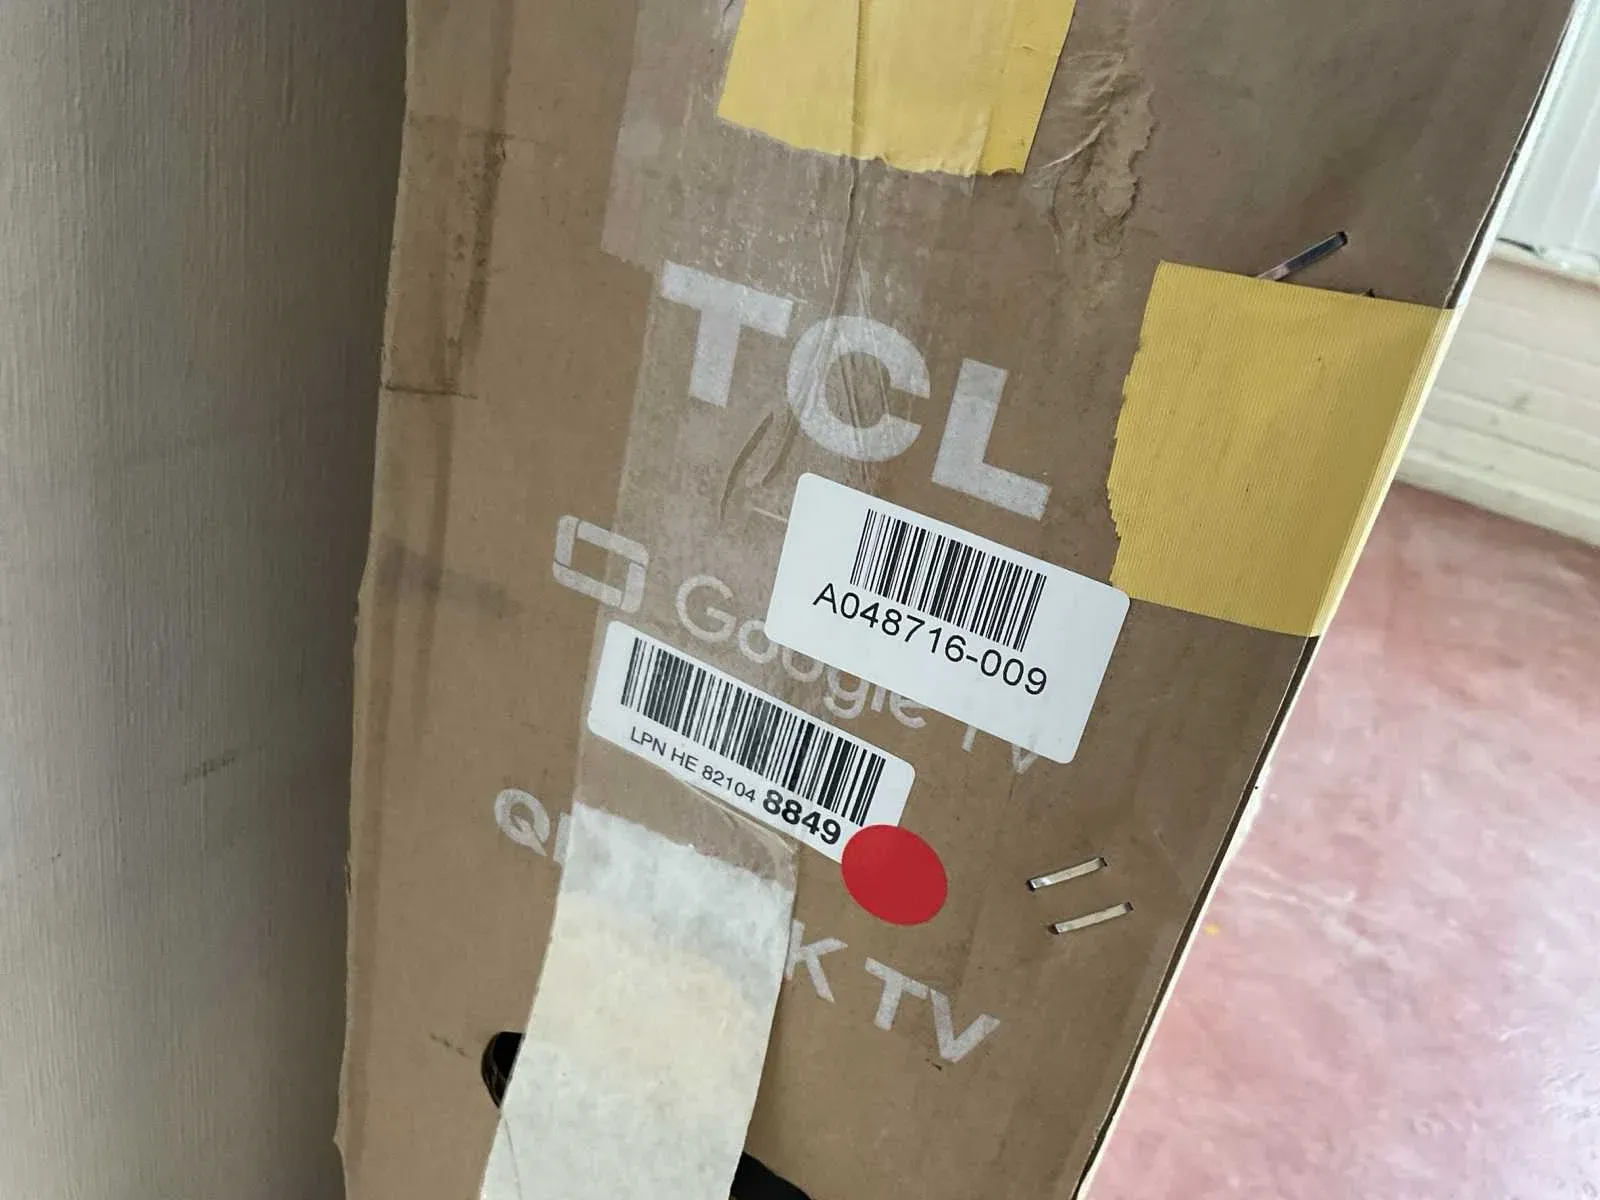 TCL
A048716-009
Google TV
LPN HE 82104 8849
K TV